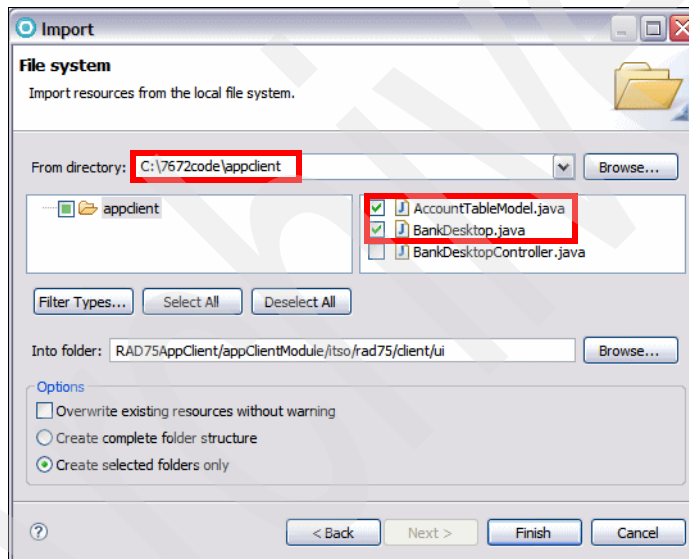 Import
File system
Import resources from the local file system.
From directory: C:\7672code\appclient Browse...
appclient
AccountTableModel.java
BankDesktop.java
BankDesktopController.java
Filter Types... Select All Deselect All
Into folder: RAD75AppClient/appClientModule/itso/rad75/client/ui Browse...
Options
Overwrite existing resources without warning
Create complete folder structure
Create selected folders only
? < Back Next > Finish Cancel